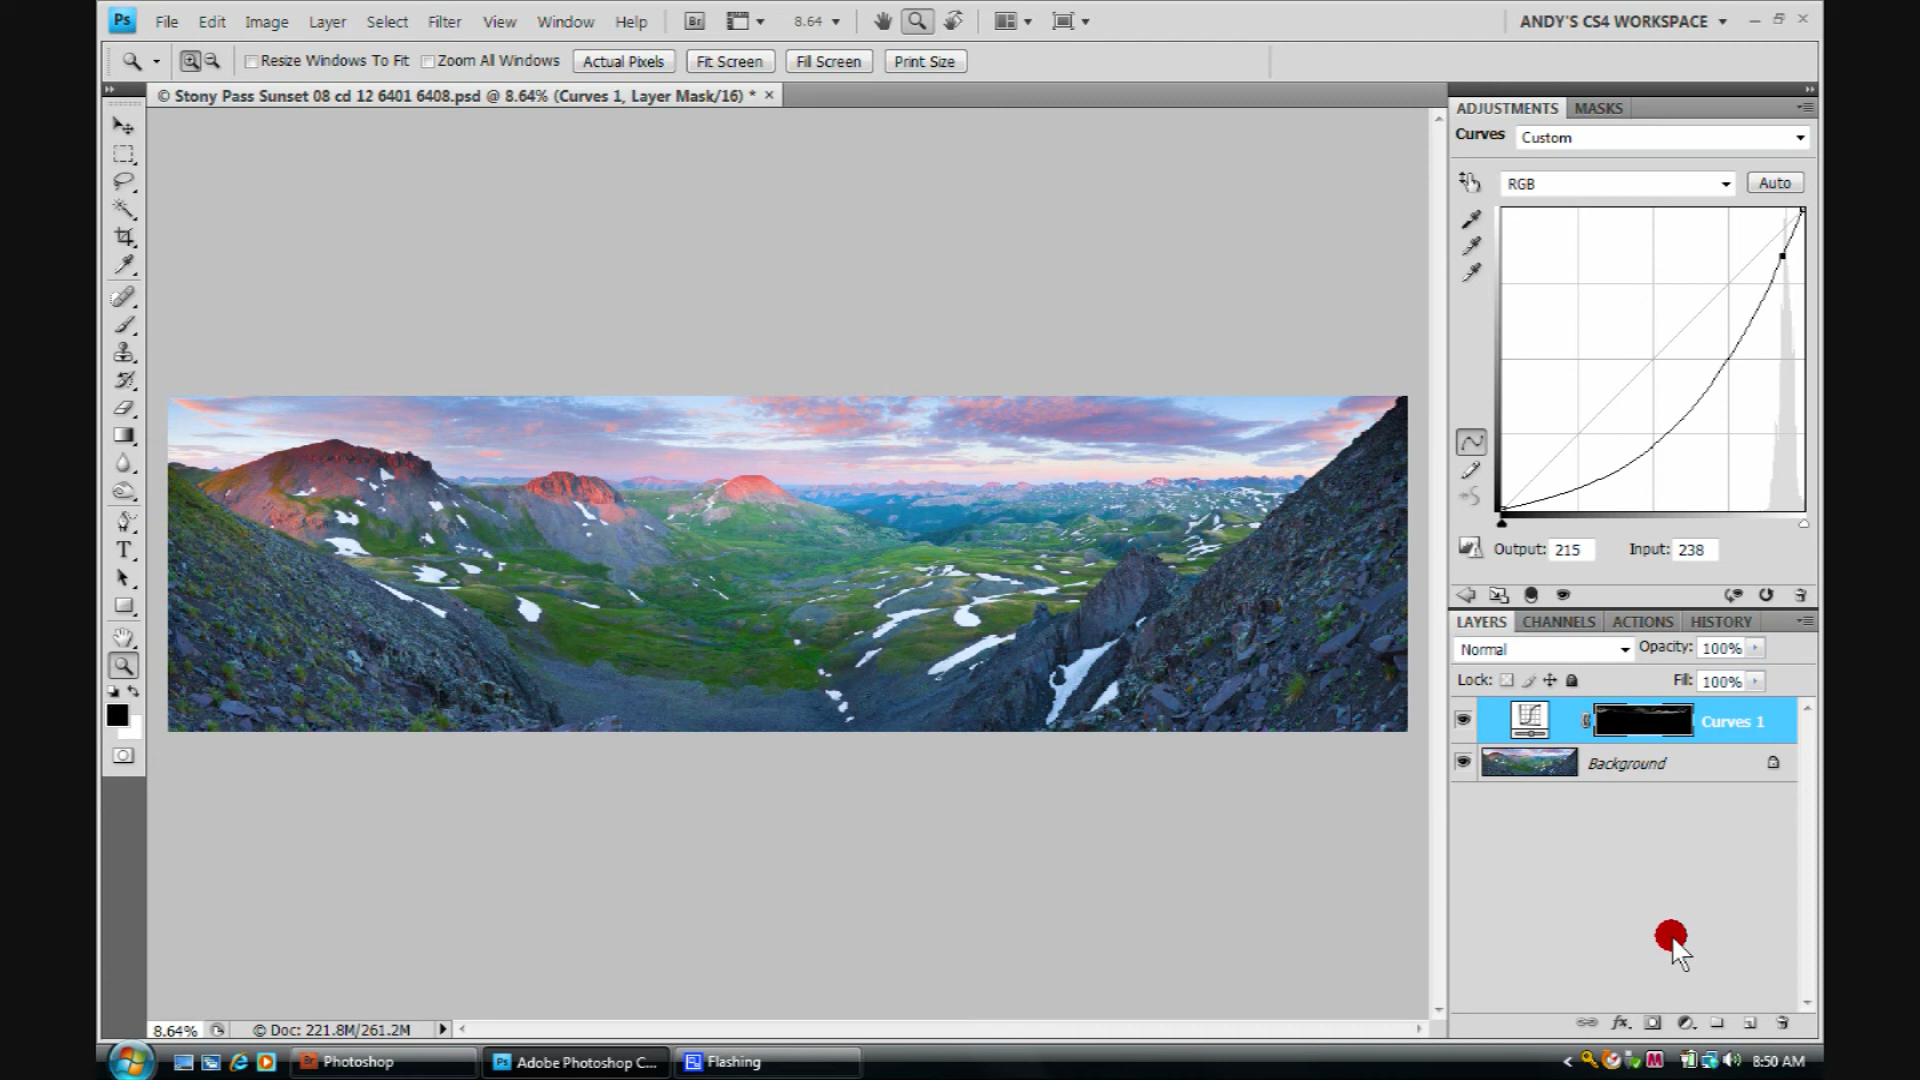 Ps File Edit Image Layer Select Filter View Window Help Br 8.64 ANDY'S CS4 WORKSPACE
Resize Windows To Fit Zoom All Windows Actual Pixels Fit Screen Fill Screen Print Size
© Stony Pass Sunset 08 cd 12 6401 6408.psd @ 8.64% (Curves 1, Layer Mask/16) *
ADJUSTMENTS MASKS
Curves Custom
RGB Auto
Output: 215 Input: 238
LAYERS CHANNELS ACTIONS HISTORY
Normal Opacity: 100%
Lock: Fill: 100%
Curves 1
Background
T
fx.
8.64% © Doc: 221.8M/261.2M
Br Photoshop Ps Adobe Photoshop C... Flashing 8:50 AM